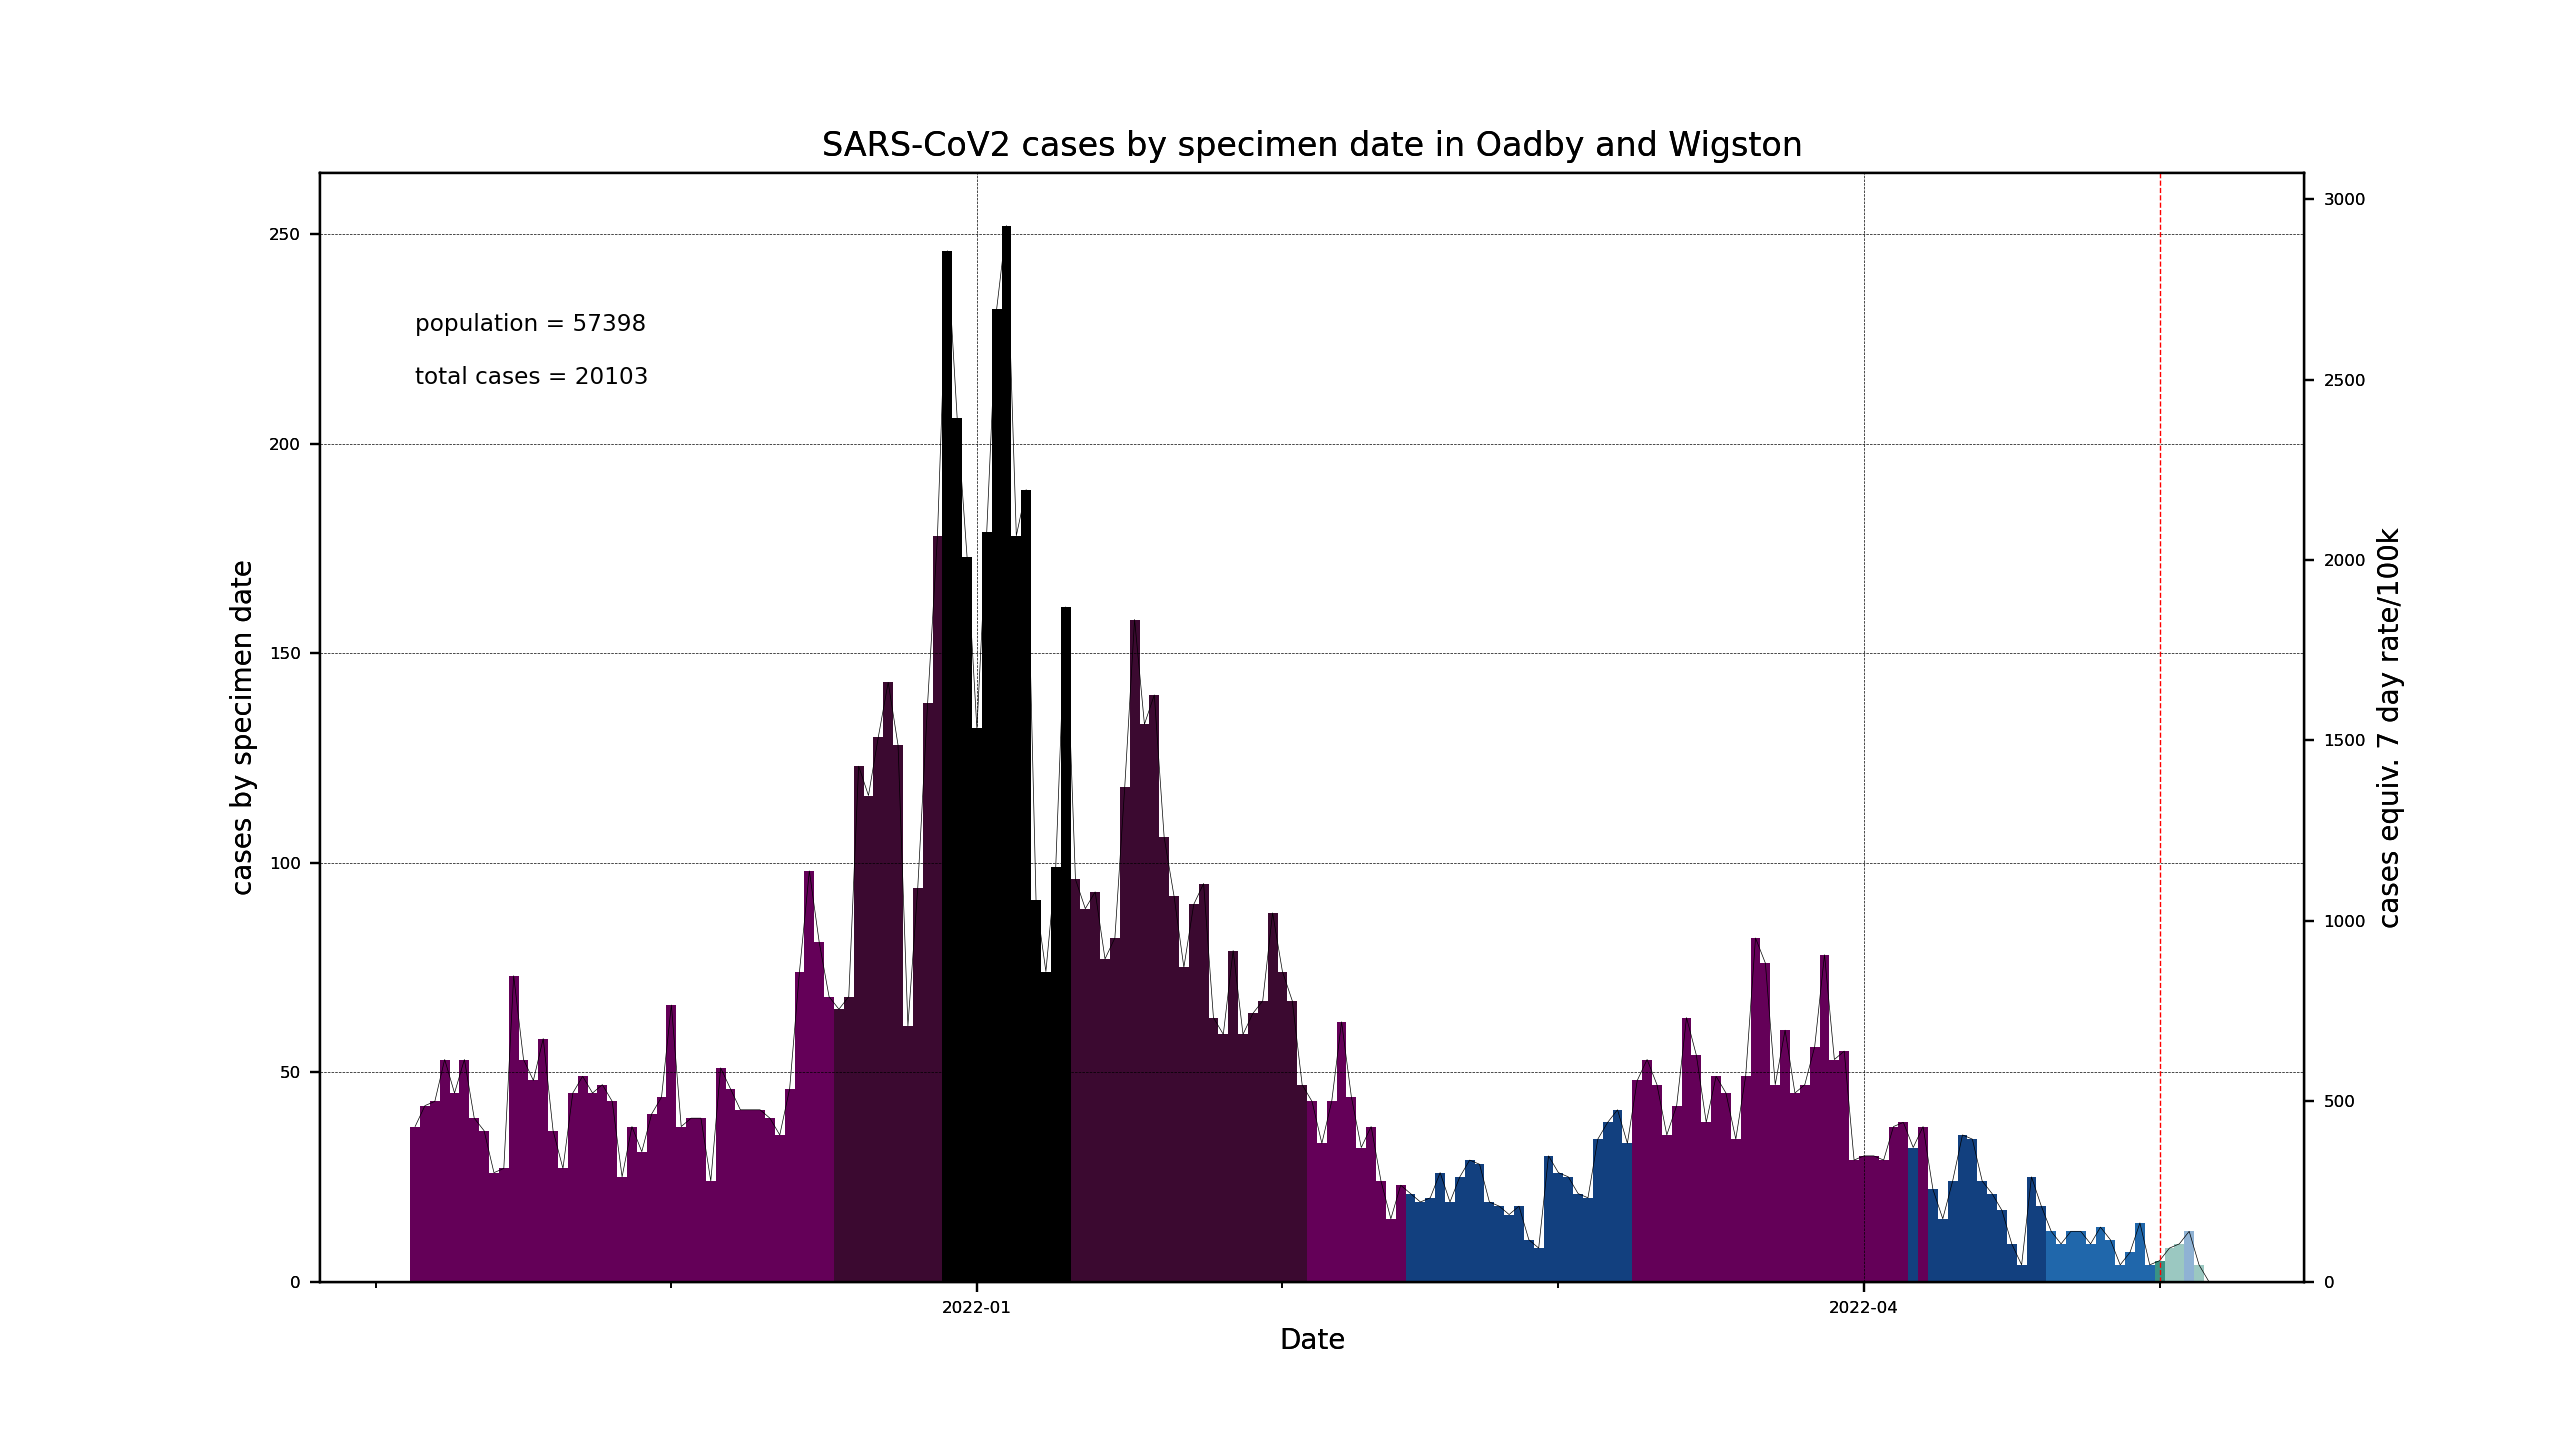 SARS-CoV2 cases by specimen date in Oadby and Wigston
population = 57398
total cases = 20103
cases by specimen date
250
200
150
100
50
0
3000
2500
2000
1500
1000
500
0
cases equiv. 7 day rate/100k
2022-01
2022-04
Date